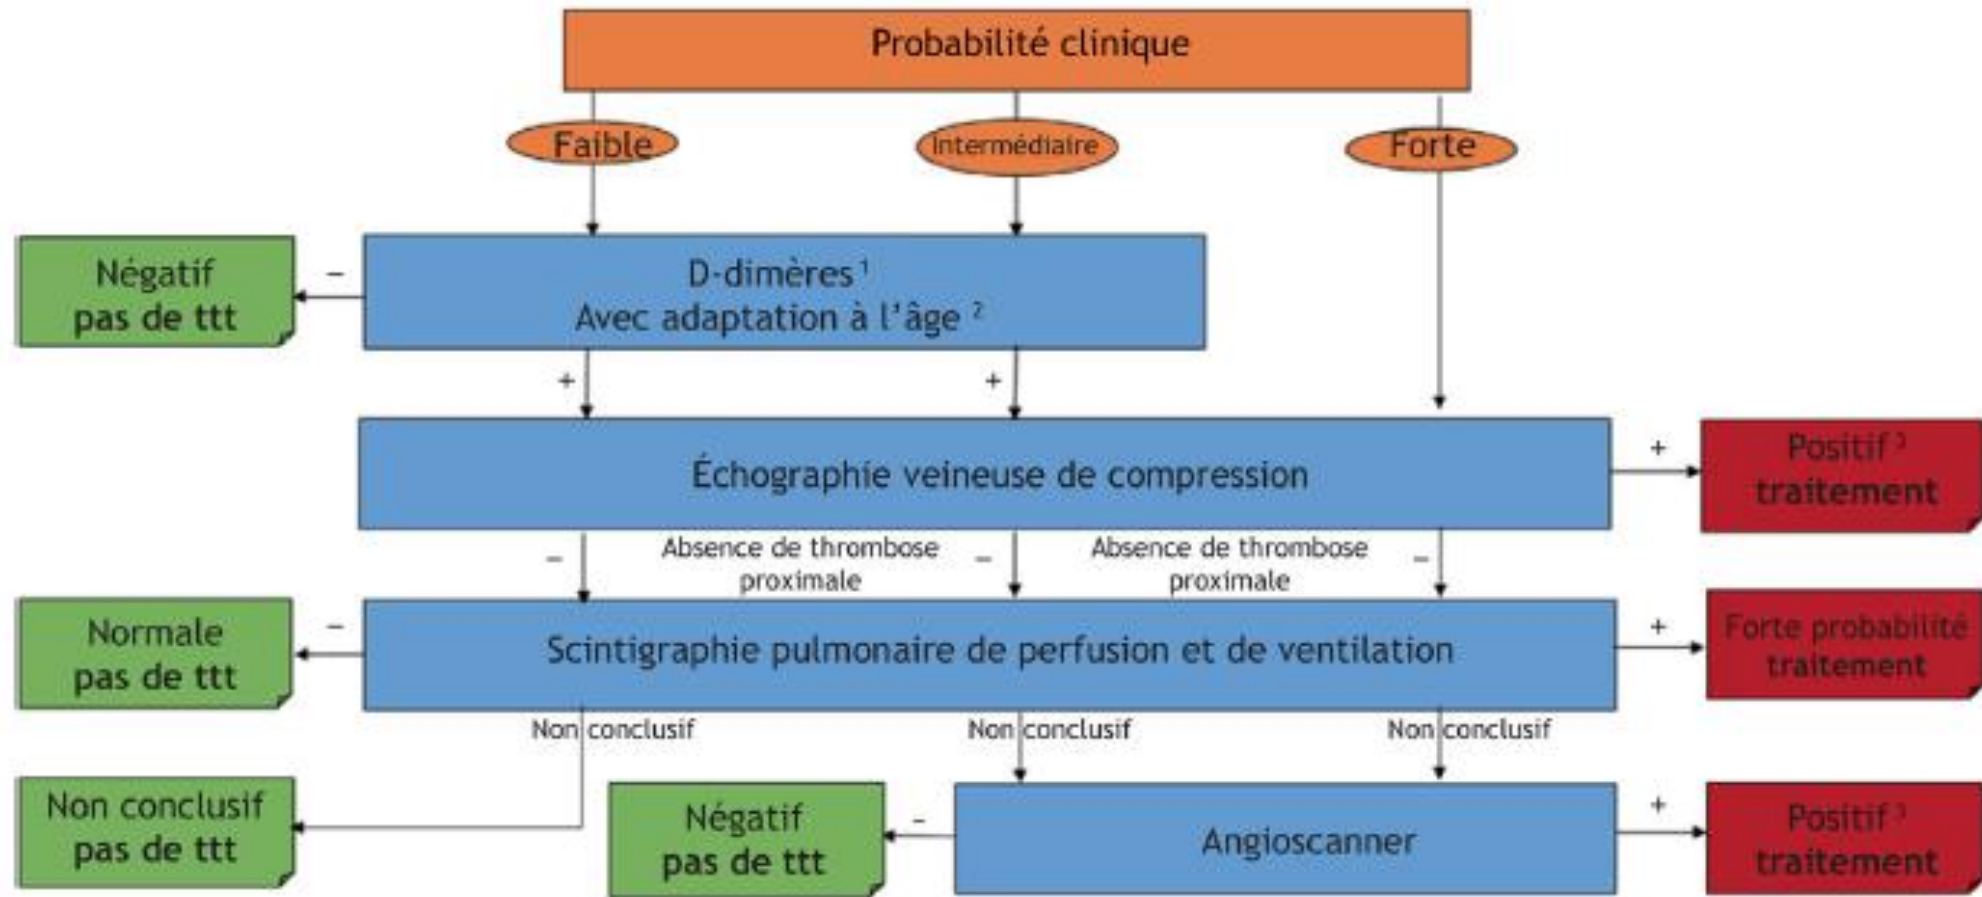 Probabilité clinique
Faible
Intermédiaire
Forte
Négatif
pas de ttt
–
D-dimères ¹
Avec adaptation à l'âge ²
+
+
Échographie veineuse de compression
+
Positif ³
traitement
–
Absence de thrombose
proximale
–
Absence de thrombose
proximale
–
Normale
pas de ttt
–
Scintigraphie pulmonaire de perfusion et de ventilation
+
Forte probabilité
traitement
Non conclusif
Non conclusif
Non conclusif
Non conclusif
pas de ttt
Négatif
pas de ttt
–
Angioscanner
+
Positif ³
traitement